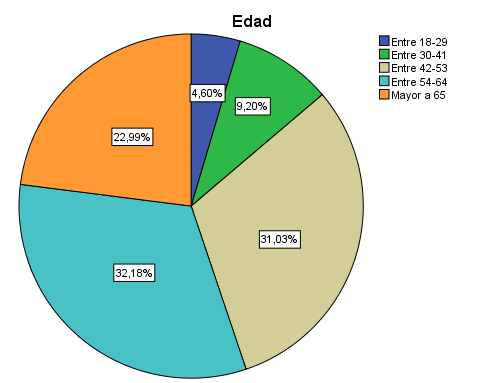 Edad
Entre 18-29
Entre 30-41
Entre 42-53
Entre 54-64
Mayor a 65
4,60%
9,20%
22,99%
31,03%
32,18%